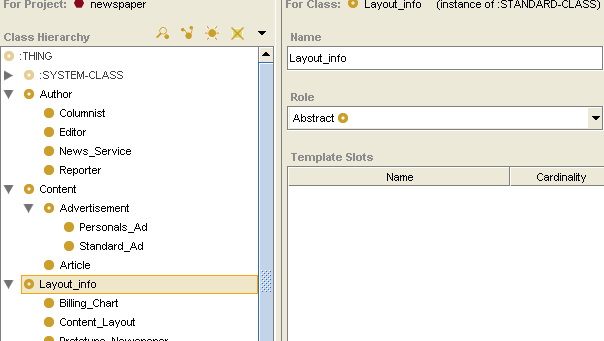 For Project: newspaper
Class Hierarchy
:THING
:SYSTEM-CLASS
Author
Columnist
Editor
News_Service
Reporter
Content
Advertisement
Personals_Ad
Standard_Ad
Article
Layout_info
Billing_Chart
Content_Layout
Prototype_Newspaper
For Class: Layout_info (instance of :STANDARD-CLASS)
Name
Layout_info
Role
Abstract
Template Slots
Name Cardinality